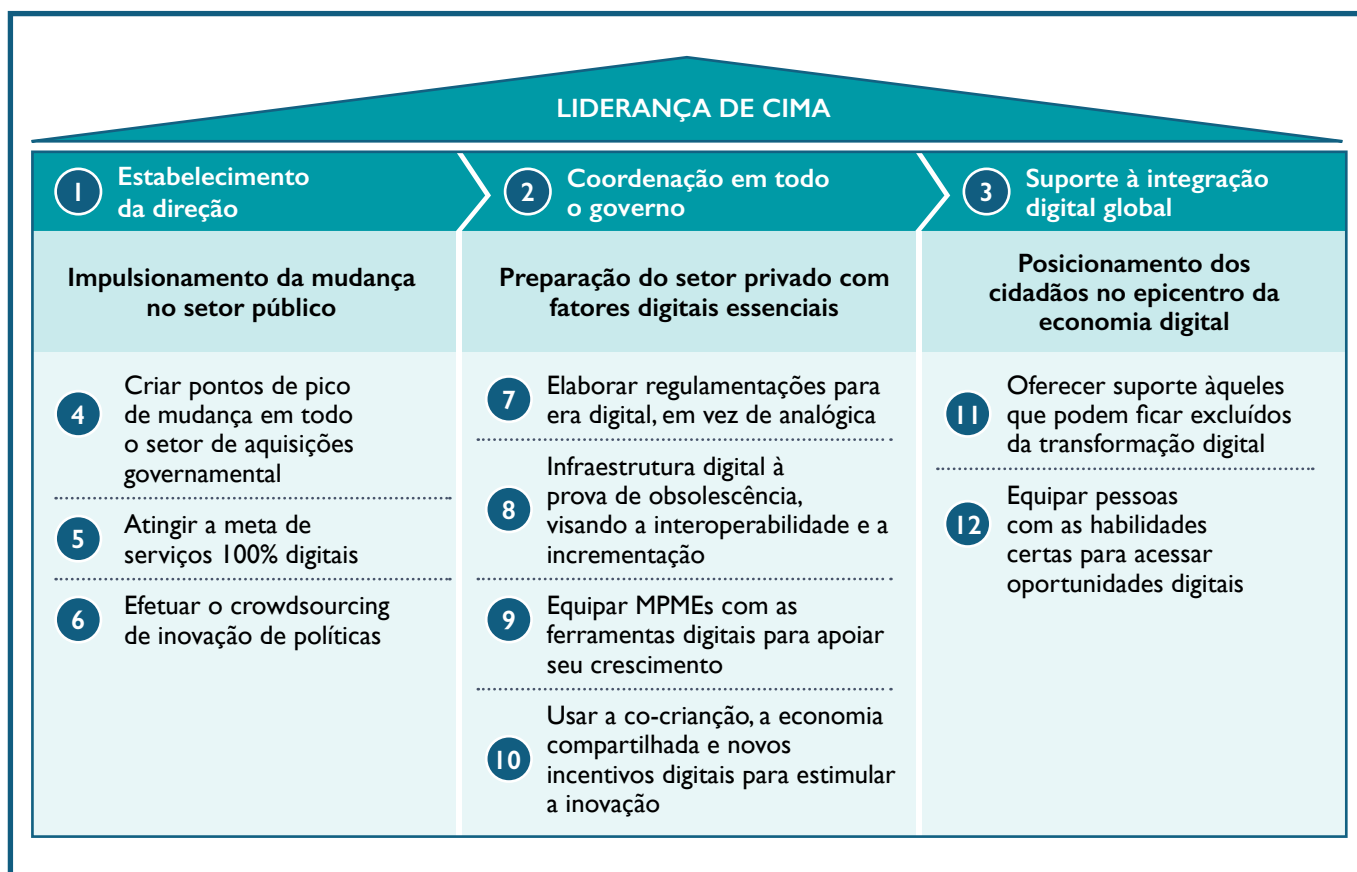 LIDERANÇA DE CIMA
1
Estabelecimento
da direção
2
Coordenação em todo
o governo
3
Suporte à integração
digital global
Impulsionamento da mudança
no setor público
Preparação do setor privado com
fatores digitais essenciais
Posicionamento dos
cidadãos no epicentro da
economia digital
4
Criar pontos de pico
de mudança em todo
o setor de aquisições
governamental
5
Atingir a meta de
serviços 100% digitais
6
Efetuar o crowdsourcing
de inovação de políticas
7
Elaborar regulamentações para
era digital, em vez de analógica
8
Infraestrutura digital à
prova de obsolescência,
visando a interoperabilidade e a
incrementação
9
Equipar MPMEs com as
ferramentas digitais para apoiar
seu crescimento
10
Usar a co-crianção, a economia
compartilhada e novos
incentivos digitais para estimular
a inovação
11
Oferecer suporte àqueles
que podem ficar excluídos
da transformação digital
12
Equipar pessoas
com as habilidades
certas para acessar
oportunidades digitais